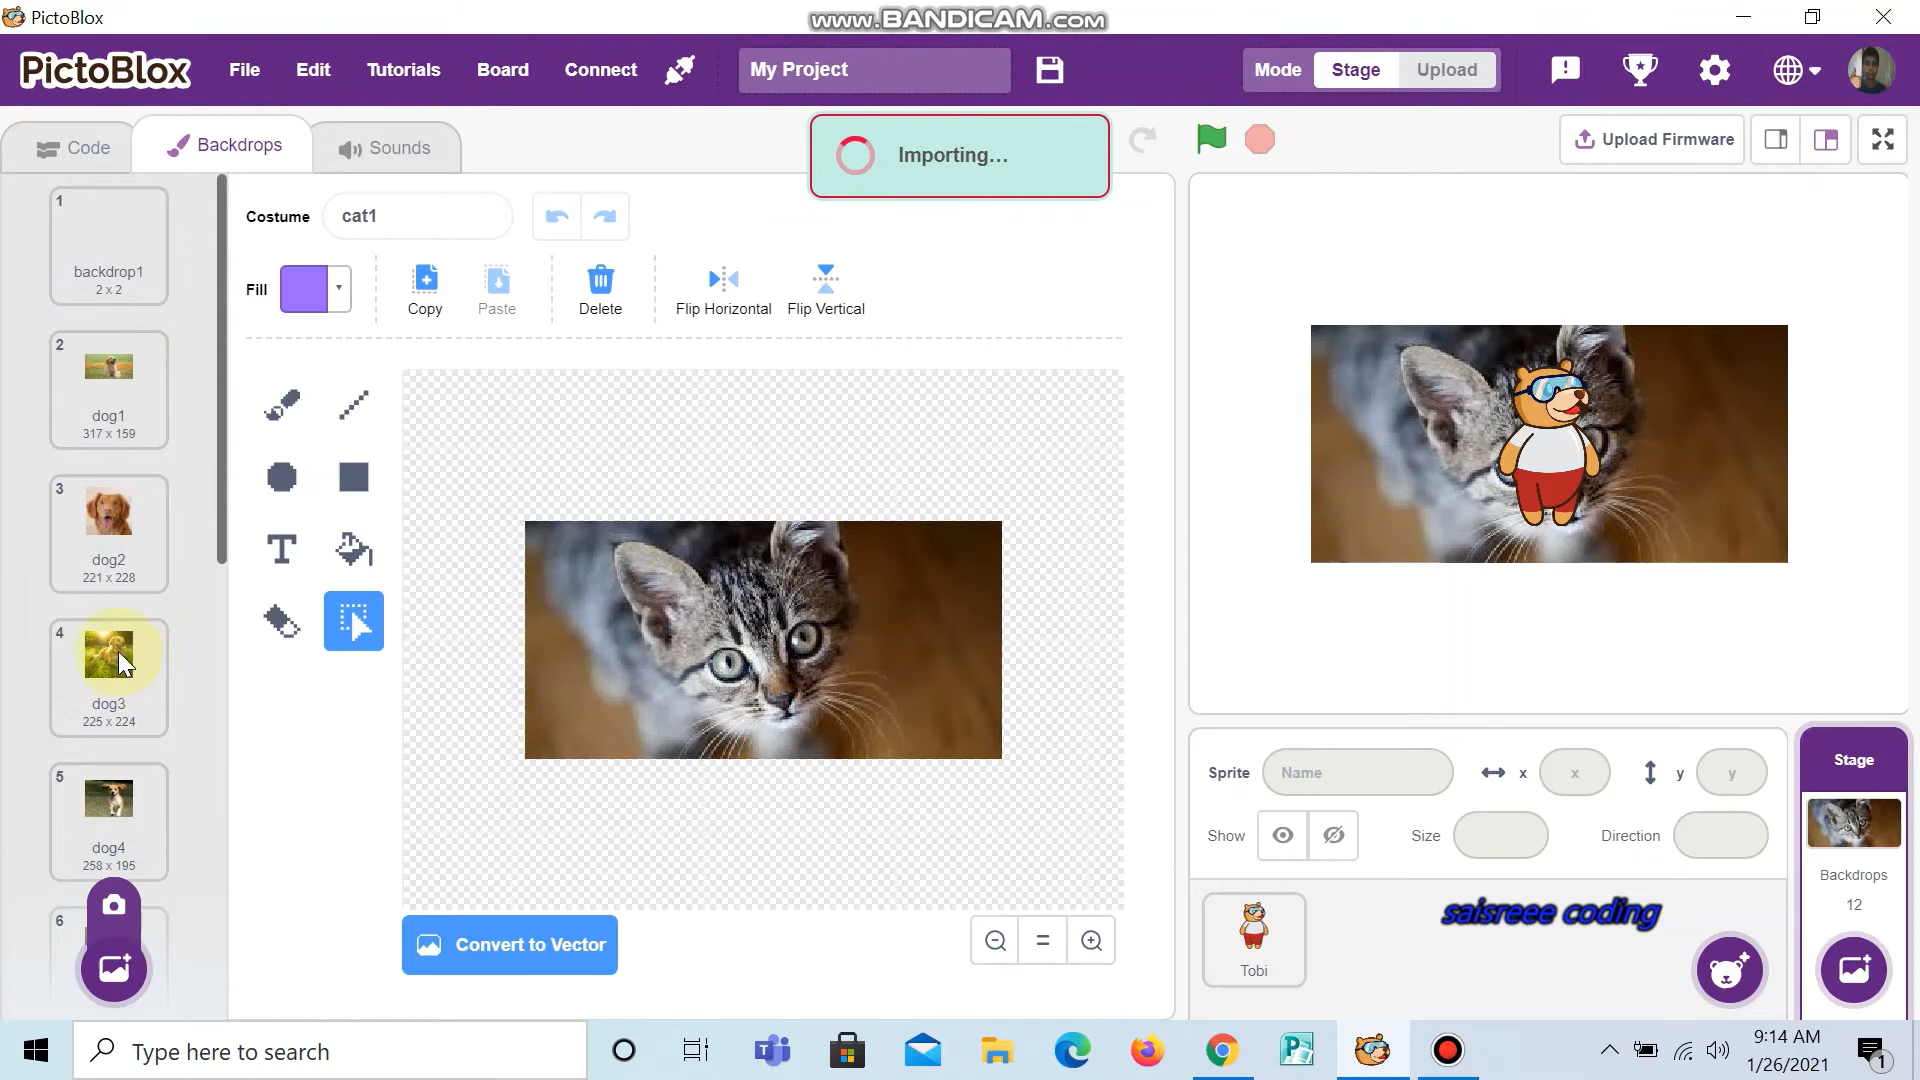 PictoBlox
www.BANDICAM.com
PictoBlox
File
Edit
Tutorials
Board
Connect
My Project
Mode
Stage
Upload
Code
Backdrops
Sounds
Importing...
Upload Firmware
1
backdrop1
2 x 2
2
dog1
317 x 159
3
dog2
221 x 228
4
dog3
225 x 224
5
dog4
258 x 195
6
Costume
cat1
Fill
Copy
Paste
Delete
Flip Horizontal
Flip Vertical
T
Convert to Vector
Sprite
Name
x
x
y
y
Show
Size
Direction
Tobi
saisreee coding
Stage
Backdrops
12
Type here to search
9:14 AM
1/26/2021
1